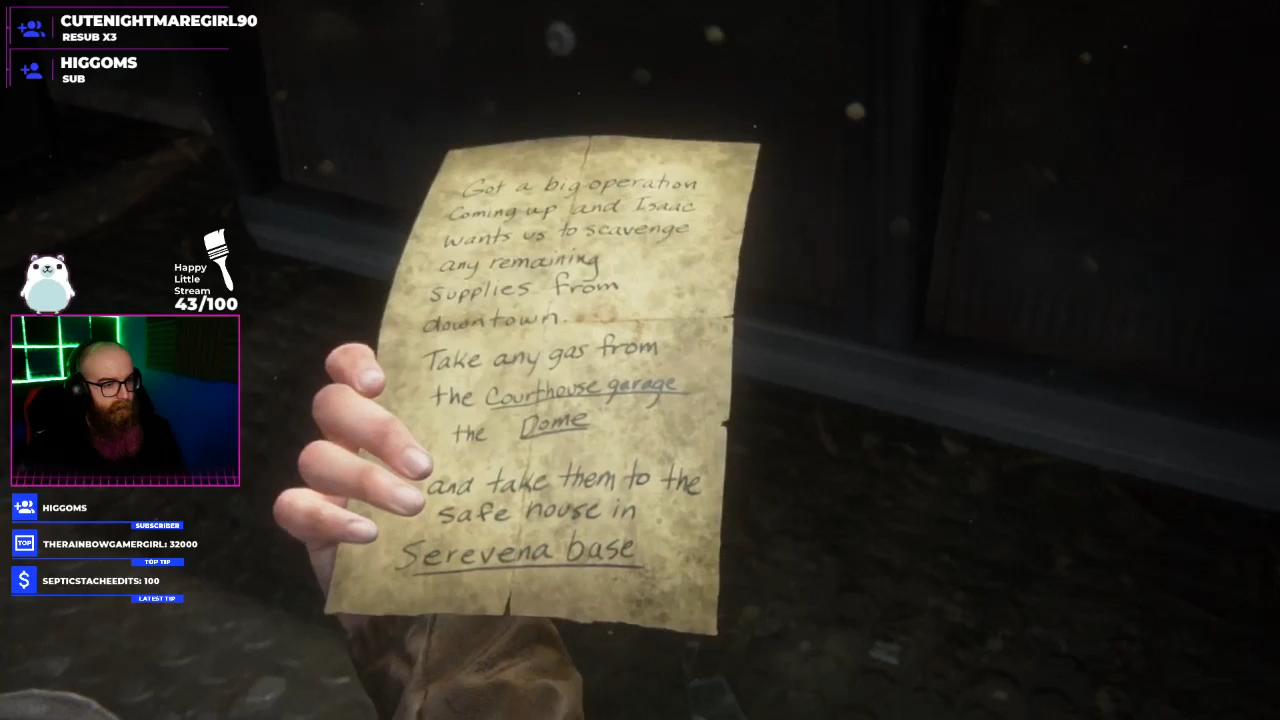 CUTENIGHTMAREGIRL90
RESUB X3
HIGGOMS
SUB
Got a big operation
Coming up and Isaac
wants us to scavenge
any remaining
supplies from
downtown.
Take any gas from
the Courthouse garage
the Dome
and take them to the
safe house in
Serevena base
Happy
Little
Stream
43/100
HIGGOMS
SUBSCRIBER
TOP
THERAINBOWGAMERGIRL: 32000
TOP TIP
$
SEPTICSTACHEEDITS: 100
LATEST TIP